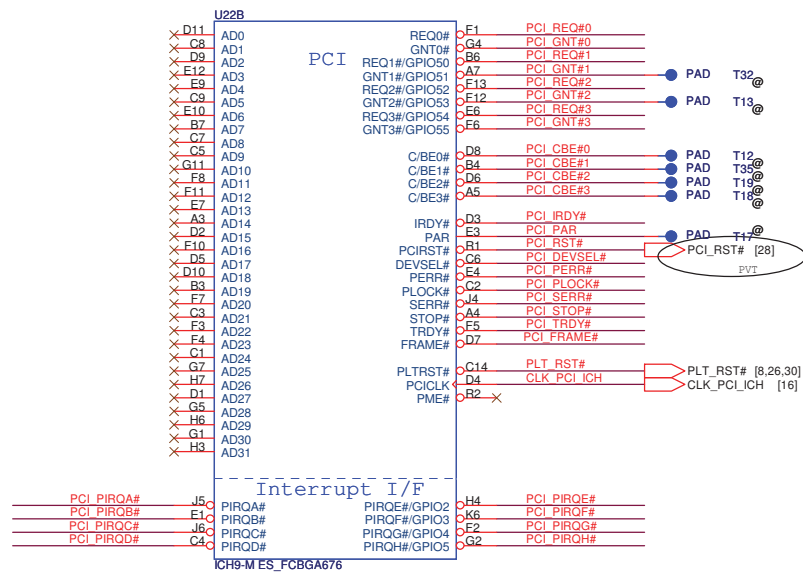 U22B
PCI
D11 AD0 REQ0# F1 PCI_REQ#0
C8 AD1 GNT0# G4 PCI_GNT#0
D9 AD2 REQ1#/GPIO50 B6 PCI_REQ#1
E12 AD3 GNT1#/GPIO51 A7 PCI_GNT#1 PAD T32 @
E9 AD4 REQ2#/GPIO52 F13 PCI_REQ#2
C9 AD5 GNT2#/GPIO53 F12 PCI_GNT#2 PAD T13 @
E10 AD6 REQ3#/GPIO54 E6 PCI_REQ#3
B7 AD7 GNT3#/GPIO55 F6 PCI_GNT#3
C7 AD8
C5 AD9 C/BE0# D8 PCI_CBE#0 PAD T12 @
G11 AD10 C/BE1# B4 PCI_CBE#1 PAD T35 @
F8 AD11 C/BE2# D6 PCI_CBE#2 PAD T19 @
F11 AD12 C/BE3# A5 PCI_CBE#3 PAD T18 @
E7 AD13
A3 AD14 IRDY# D3 PCI_IRDY#
D2 AD15 PAR E3 PCI_PAR PAD T17 @
F10 AD16 PCIRST# R1 PCI_RST# PCI_RST# [28]
D5 AD17 DEVSEL# C6 PCI_DEVSEL#
PVT
D10 AD18 PERR# E4 PCI_PERR#
B3 AD19 PLOCK# C2 PCI_PLOCK#
F7 AD20 SERR# J4 PCI_SERR#
C3 AD21 STOP# A4 PCI_STOP#
F3 AD22 TRDY# F5 PCI_TRDY#
F4 AD23 FRAME# D7 PCI_FRAME#
C1 AD24
G7 AD25 PLTRST# C14 PLT_RST# PLT_RST# [8,26,30]
H7 AD26 PCICLK D4 CLK_PCI_ICH CLK_PCI_ICH [16]
D1 AD27 PME# R2
G5 AD28
H6 AD29
G1 AD30
H3 AD31
Interrupt I/F
PCI_PIRQA# J5 PIRQA# PIRQE#/GPIO2 H4 PCI_PIRQE#
PCI_PIRQB# E1 PIRQB# PIRQF#/GPIO3 K6 PCI_PIRQF#
PCI_PIRQC# J6 PIRQC# PIRQG#/GPIO4 F2 PCI_PIRQG#
PCI_PIRQD# C4 PIRQD# PIRQH#/GPIO5 G2 PCI_PIRQH#
ICH9-M ES_FCBGA676